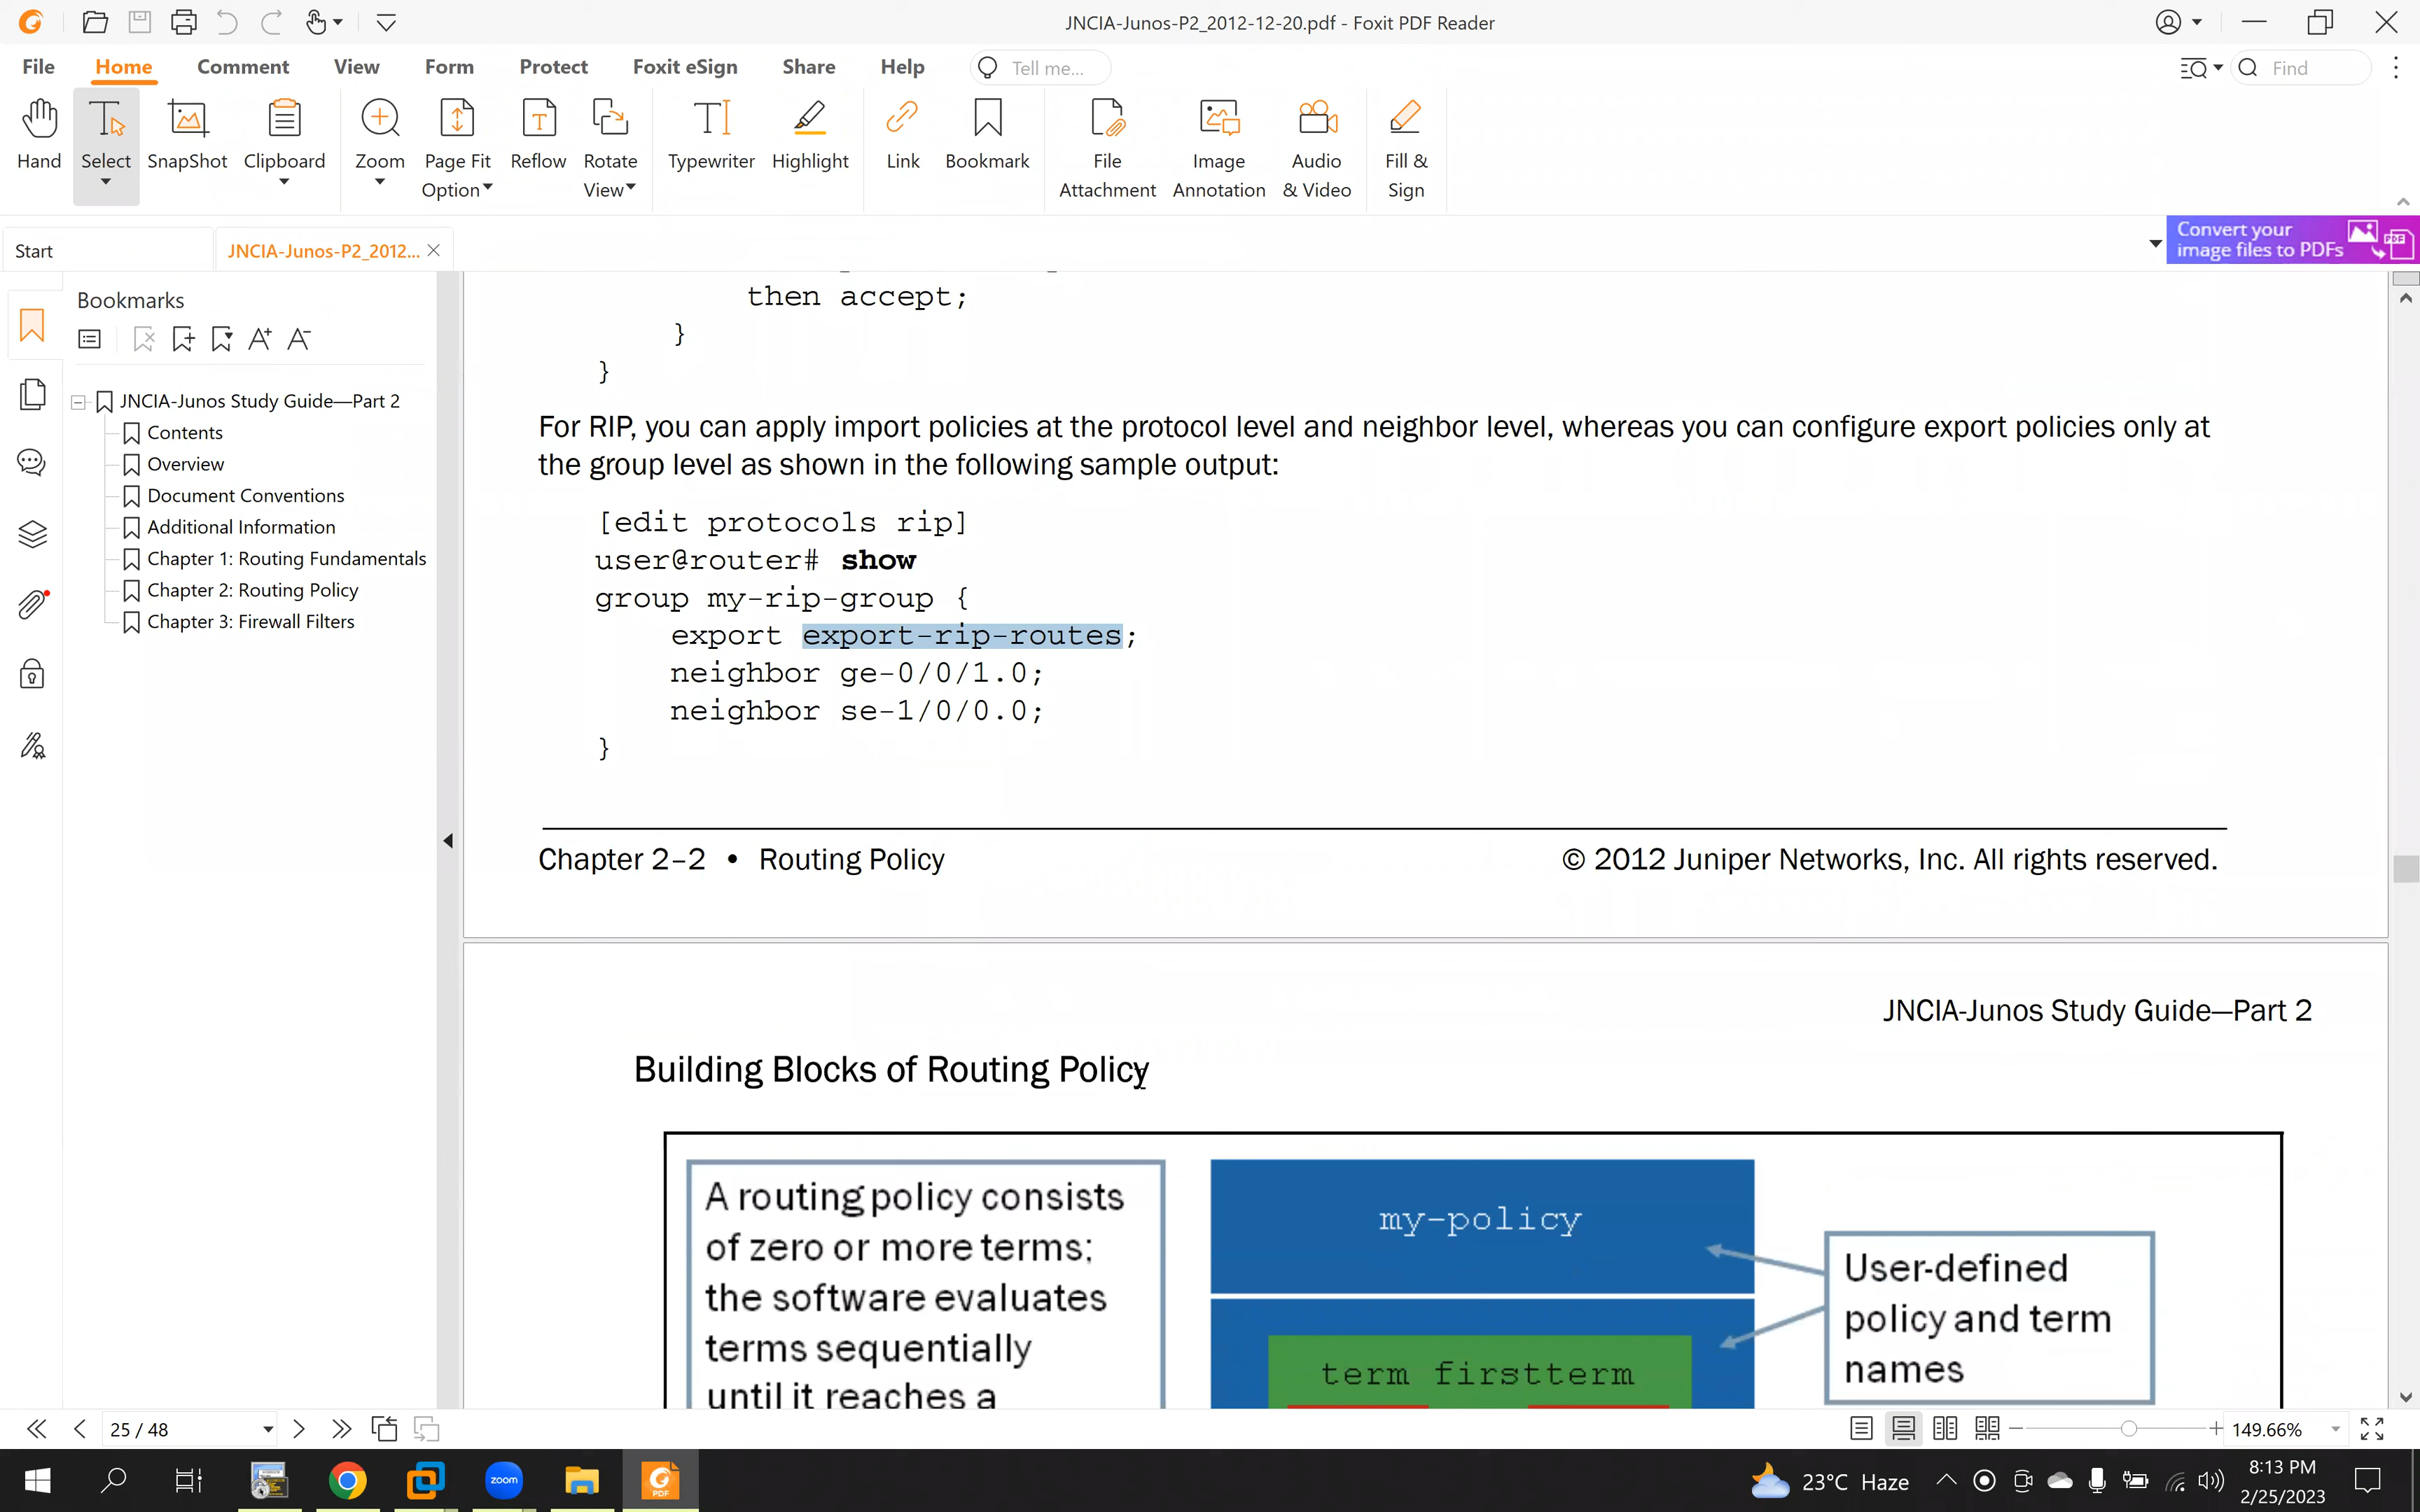 JNCIA-Junos-P2_2012-12-20.pdf - Foxit PDF Reader
File Home Comment View Form Protect Foxit eSign Share Help Tell me... Find
Hand Select SnapShot Clipboard Zoom Page Fit Option Reflow Rotate View Typewriter Highlight Link Bookmark File Attachment Image Annotation Audio & Video Fill & Sign
Start JNCIA-Junos-P2_2012...
Convert your
image files to PDFs
Bookmarks
JNCIA-Junos Study Guide—Part 2
Contents
Overview
Document Conventions
Additional Information
Chapter 1: Routing Fundamentals
Chapter 2: Routing Policy
Chapter 3: Firewall Filters
then accept;
}
}
For RIP, you can apply import policies at the protocol level and neighbor level, whereas you can configure export policies only at
the group level as shown in the following sample output:
[edit protocols rip]
user@router# show
group my-rip-group {
export export-rip-routes;
neighbor ge-0/0/1.0;
neighbor se-1/0/0.0;
}
Chapter 2–2 • Routing Policy © 2012 Juniper Networks, Inc. All rights reserved.
JNCIA-Junos Study Guide—Part 2
Building Blocks of Routing Policy
A routing policy consists
of zero or more terms;
the software evaluates
terms sequentially
until it reaches a
my-policy
term firstterm
User-defined
policy and term
names
25 / 48
149.66%
zoom
PDF
23°C Haze
8:13 PM
2/25/2023